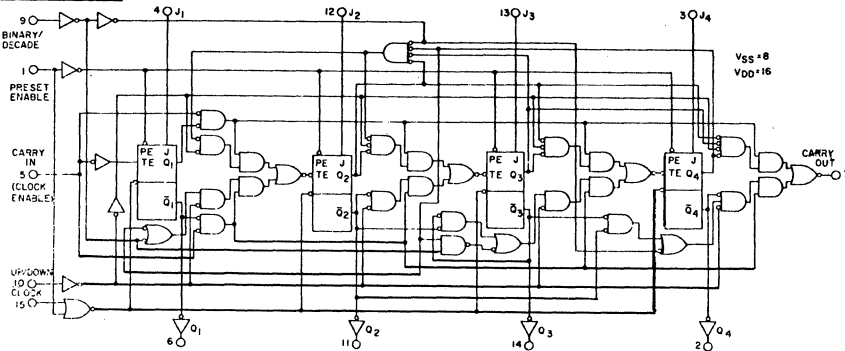 9 4 J1 12 J2 13 J3 3 J4
BINARY/
DECADE
VSS = 8
VDD = 16
1
PRESET
ENABLE
CARRY
IN
5
(CLOCK
ENABLE)
PE J
TE Q1
Q̅1
PE J
TE Q2
Q̅2
PE J
TE Q3
Q̅3
PE J
TE Q4
Q̅4
CARRY
OUT
UP/DOWN
10
CLOCK
15
Q1
6
Q2
11
Q3
14
Q4
2